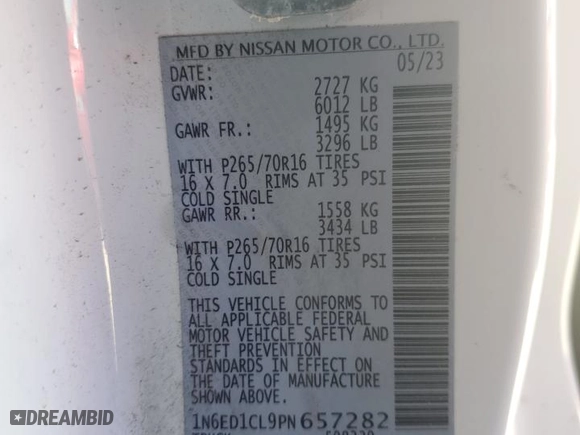 MFD BY NISSAN MOTOR CO., LTD.
DATE: 05/23
GVWR: 2727 KG
6012 LB
GAWR FR.: 1495 KG
3296 LB
WITH P265/70R16 TIRES
16 X 7.0 RIMS AT 35 PSI
COLD SINGLE
GAWR RR.: 1558 KG
3434 LB
WITH P265/70R16 TIRES
16 X 7.0 RIMS AT 35 PSI
COLD SINGLE
THIS VEHICLE CONFORMS TO
ALL APPLICABLE FEDERAL
MOTOR VEHICLE SAFETY AND
THEFT PREVENTION
STANDARDS IN EFFECT ON
THE DATE OF MANUFACTURE
SHOWN ABOVE.
1N6ED1CL9PN657282
DREAMBID